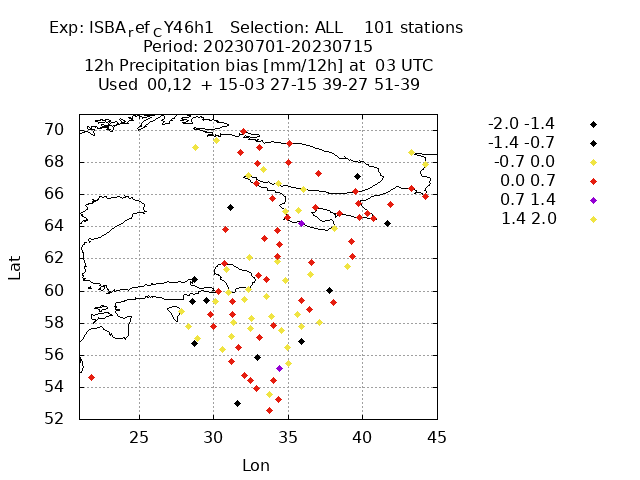 Exp: ISBA_ref_C Y46h1 Selection: ALL 101 stations
Period: 20230701-20230715
12h Precipitation bias [mm/12h] at 03 UTC
Used 00,12 + 15-03 27-15 39-27 51-39
-2.0 -1.4
-1.4 -0.7
-0.7 0.0
0.0 0.7
0.7 1.4
1.4 2.0
70
68
66
64
62
60
58
56
54
52
Lat
25 30 35 40 45
Lon